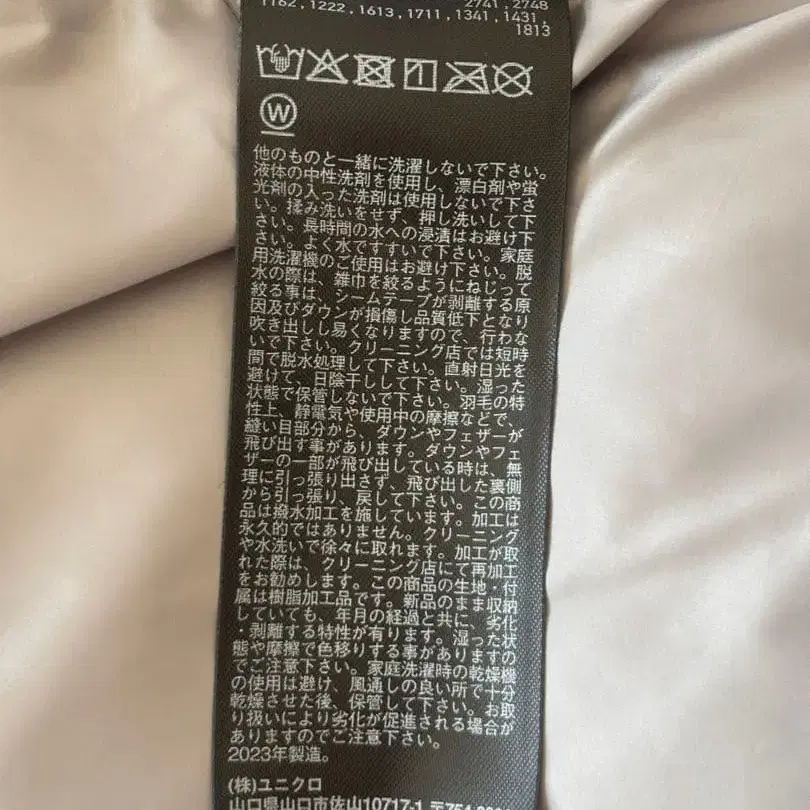 2741,2748
1162,1222,1613,1711,1341,1431,
1813
W
他のものと一緒に洗濯しないで下さい。
液体の中性洗剤を使用し、漂白剤や蛍
光剤の入った洗剤は使用しないで下さ
い。揉み洗いをせず、押し洗いして下
さい。長時間の水への浸漬はお避け下
さい。よく水ですすいで下さい。家庭
用洗濯機のご使用はお避け下さい。脱
水の際は、雑巾を絞るようにねじって
絞る事は、シームテープが剥離する原
因及びダウンが損傷し品質低下となり
吹き出しし易くなりますので、行わな
いで下さい。クリーニング店では短時
間で脱水処理して下さい。直射日光を
避けて、日陰干しして下さい。湿った
状態で保管しないで下さい。羽毛の特
性上、静電気や使用中の摩擦などで、
縫い目部分から、ダウンやフェザーが
飛び出す事があります。ダウンやフェ
ザーの一部が飛び出している時は、無
理に引っ張り出さず、飛び出した裏側
から引っ張り、戻して下さい。この商
品は撥水加工を施しています。加工は
永久的ではありません。クリーニング
や水洗いで徐々に取れます。加工が取
れた際は、クリーニング店にて再加工
をお勧めします。この商品の生地・付
属は樹脂加工品です。新品のまま収納
していても、年月の経過と共に、劣化
・剥離する特性が有ります。湿った状
態や摩擦で色移りする事がありますの
でご注意下さい。家庭洗濯時の乾燥機
の使用は避け、風通しの良い所で十分
乾燥させた後、保管して下さい。お取
り扱いにより劣化が促進される場合が
ありますのでご注意下さい。
2023年製造。
(株)ユニクロ
山口県山口市佐山10717-1 〒754